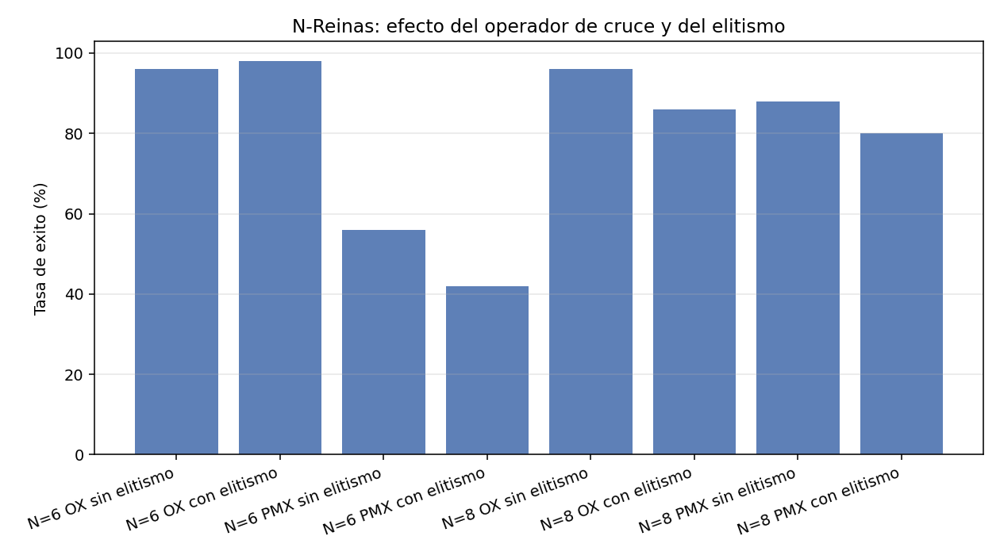 N-Reinas: efecto del operador de cruce y del elitismo
Tasa de exito (%)
100
80
60
40
20
0
N=6 OX sin elitismo
N=6 OX con elitismo
N=6 PMX sin elitismo
N=6 PMX con elitismo
N=8 OX sin elitismo
N=8 OX con elitismo
N=8 PMX sin elitismo
N=8 PMX con elitismo